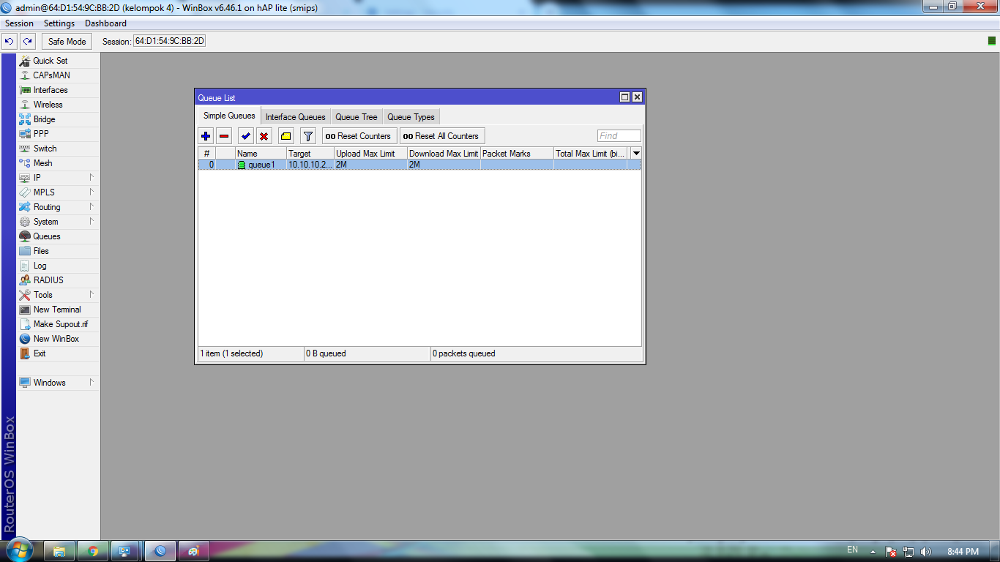 admin@64:D1:54:9C:BB:2D (kelompok 4) - WinBox v6.46.1 on hAP lite (smips)
Session Settings Dashboard
Safe Mode Session: 64:D1:54:9C:BB:2D
Quick Set
CAPsMAN
Interfaces
Wireless
Bridge
PPP
Switch
Mesh
IP
MPLS
Routing
System
Queues
Files
Log
RADIUS
Tools
New Terminal
Make Supout.rif
New WinBox
Exit
Windows
RouterOS WinBox
Queue List
Simple Queues Interface Queues Queue Tree Queue Types
00 Reset Counters 00 Reset All Counters Find
# Name Target Upload Max Limit Download Max Limit Packet Marks Total Max Limit (bi...
0 queue1 10.10.10.2... 2M 2M
1 item (1 selected) 0 B queued 0 packets queued
EN 8:44 PM